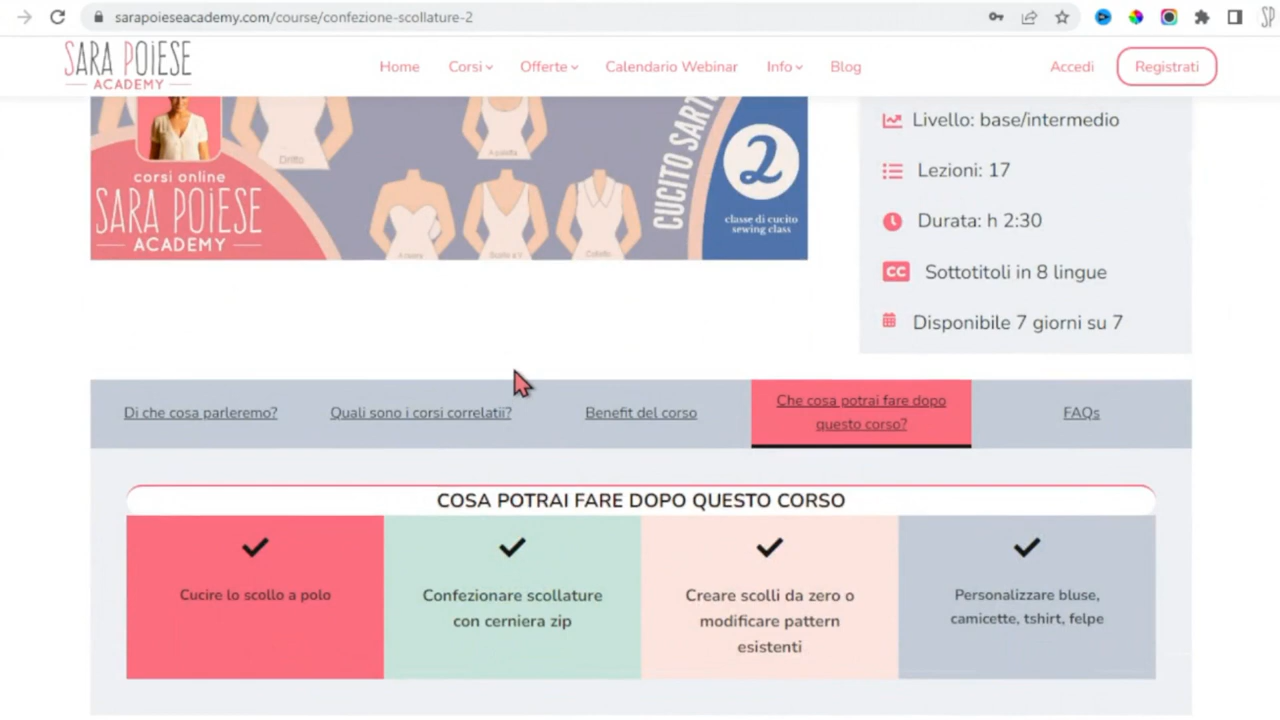 sarapoieseacademy.com/course/confezione-scollature-2
SARA POIESE
ACADEMY
Home
Corsi
Offerte
Calendario Webinar
Info
Blog
Accedi
Registrati
Dritto
corsi online
SARA POIESE
ACADEMY
CUCITO SART
2
classe di cucito
sewing class
Livello: base/intermedio
Lezioni: 17
Durata: h 2:30
CC Sottotitoli in 8 lingue
Disponibile 7 giorni su 7
Di che cosa parleremo?
Quali sono i corsi correlatii?
Benefit del corso
Che cosa potrai fare dopo
questo corso?
FAQs
COSA POTRAI FARE DOPO QUESTO CORSO
Cucire lo scollo a polo
Confezionare scollature
con cerniera zip
Creare scolli da zero o
modificare pattern
esistenti
Personalizzare bluse,
camicette, tshirt, felpe